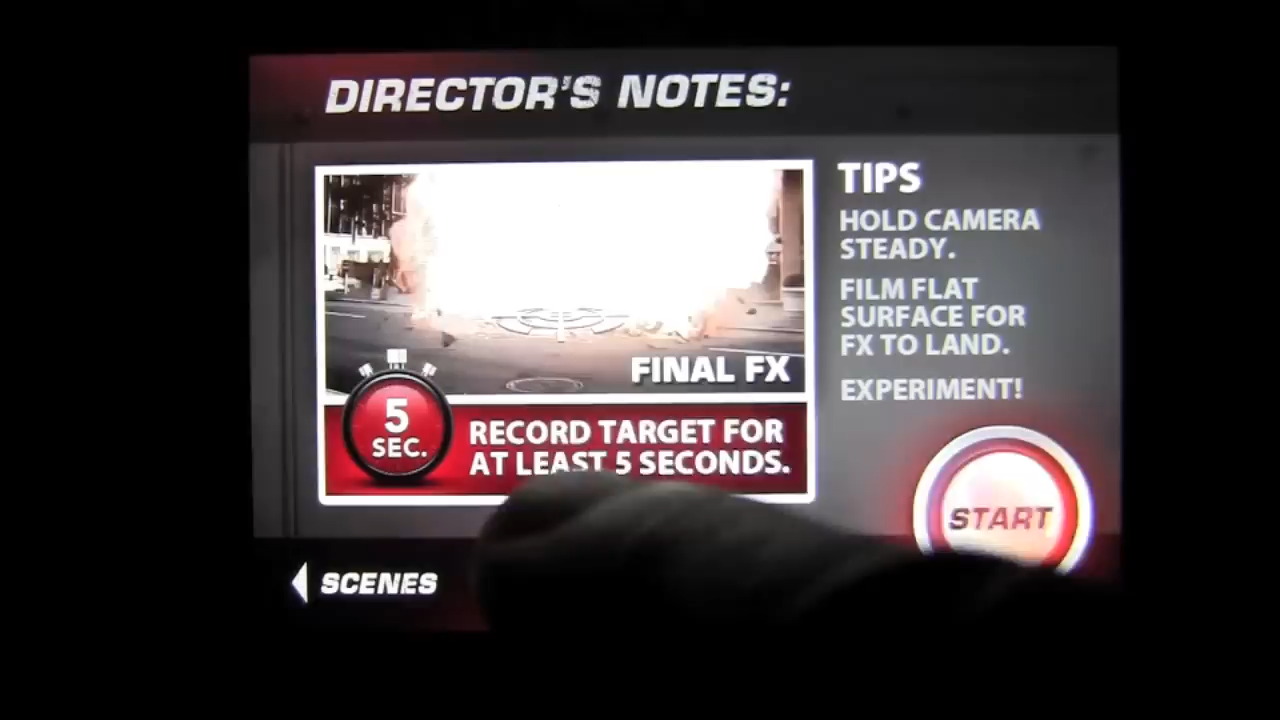 DIRECTOR'S NOTES:
FINAL FX
5
SEC.
RECORD TARGET FOR
AT LEAST 5 SECONDS.
TIPS
HOLD CAMERA
STEADY.
FILM FLAT
SURFACE FOR
FX TO LAND.
EXPERIMENT!
START
SCENES